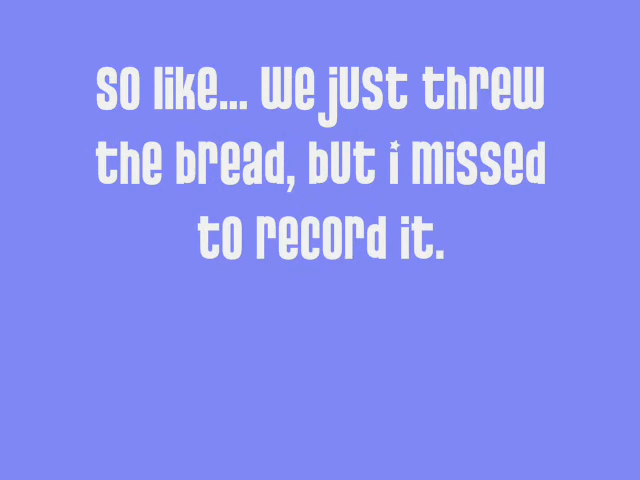 so like... we just threw
the bread, but i missed
to record it.